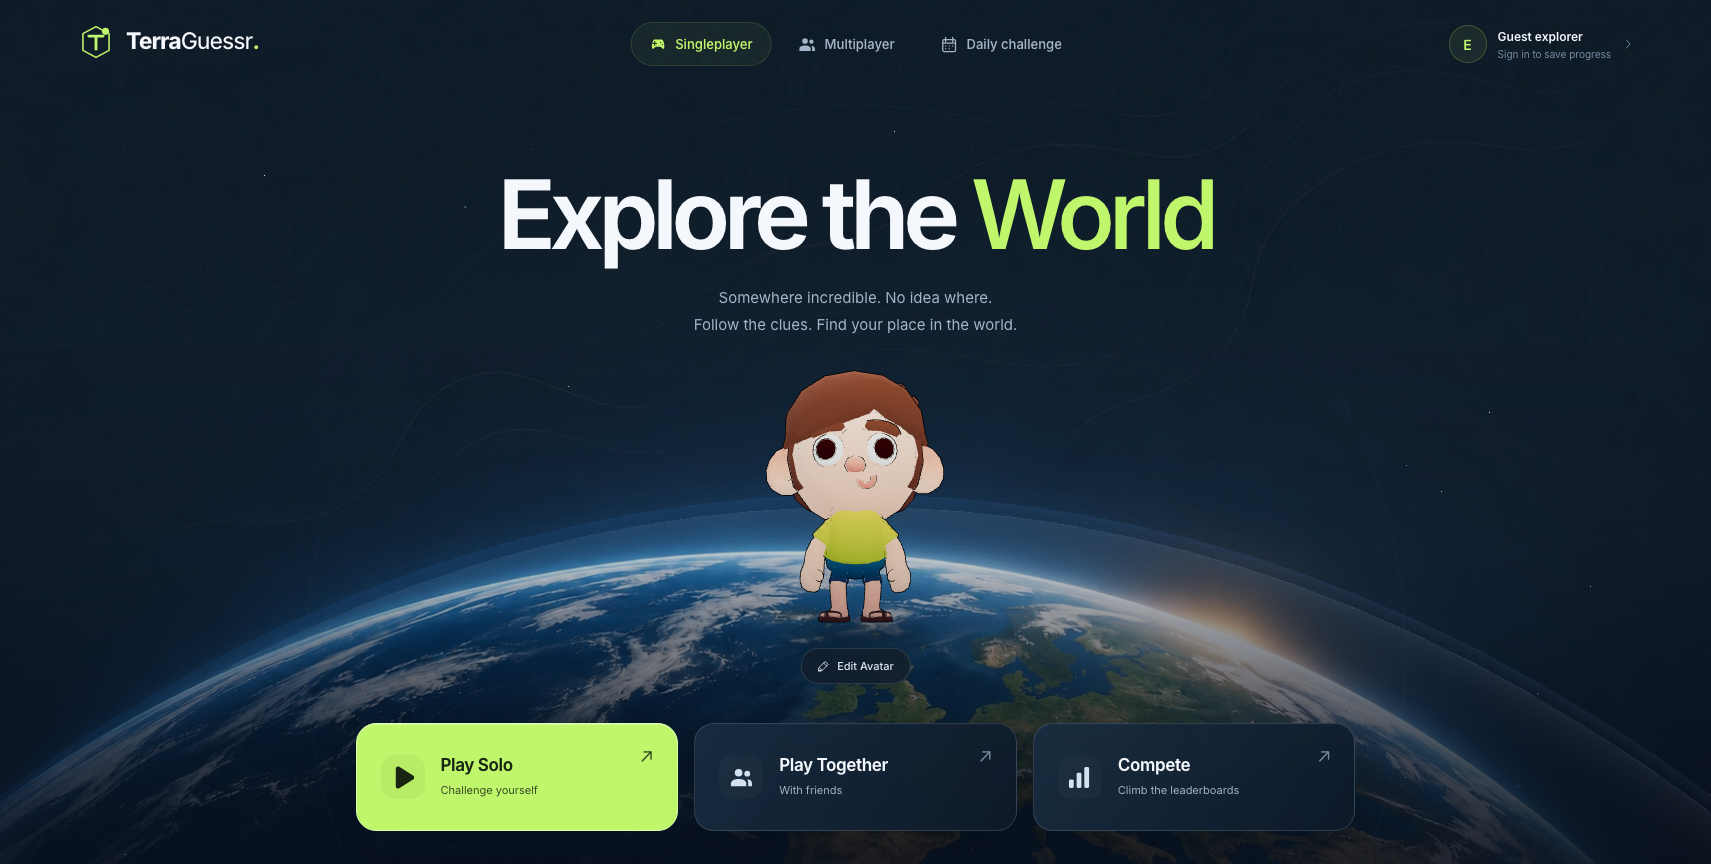 TerraGuessr.
Singleplayer
Multiplayer
Daily challenge
E
Guest explorer
Sign in to save progress
Explore the World
Somewhere incredible. No idea where.
Follow the clues. Find your place in the world.
Edit Avatar
Play Solo
Challenge yourself
Play Together
With friends
Compete
Climb the leaderboards